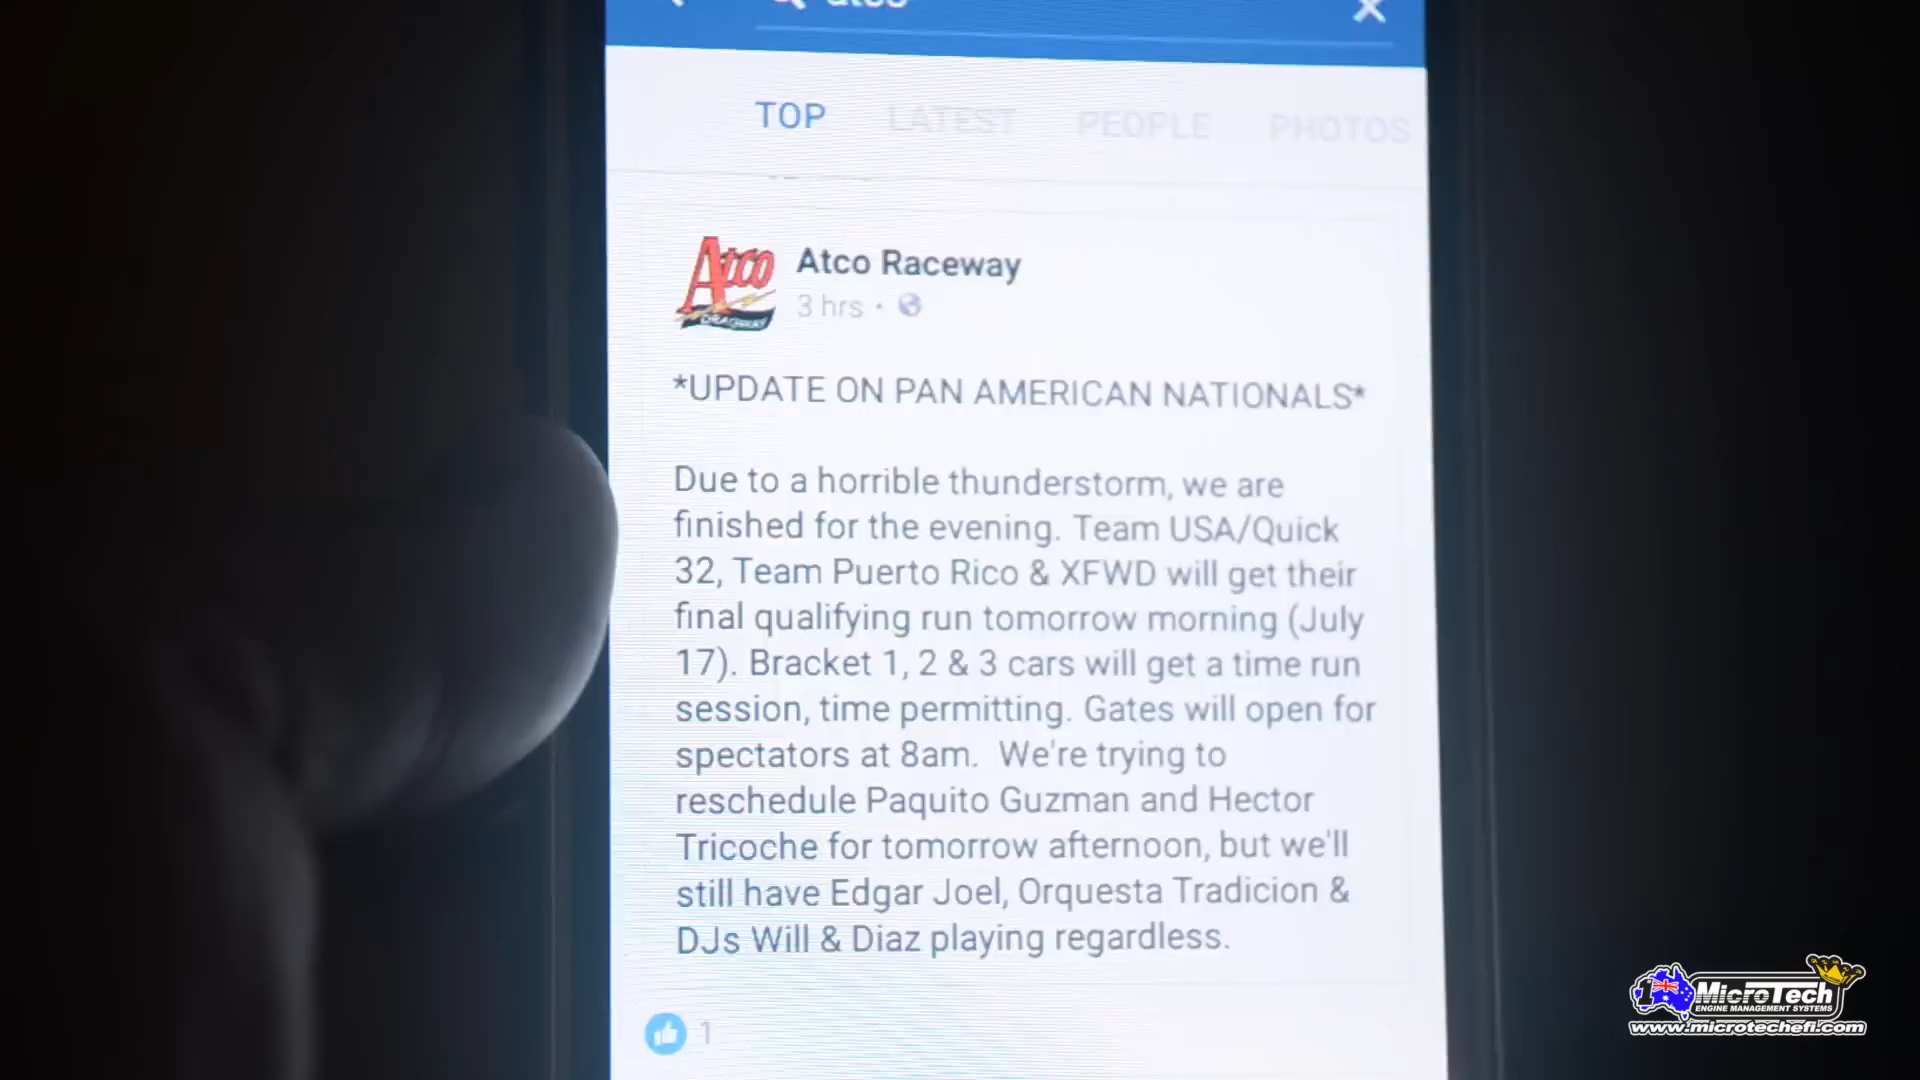 atco
TOP LATEST PEOPLE PHOTOS
Atco
DRAGWAY
Atco Raceway
3 hrs •
*UPDATE ON PAN AMERICAN NATIONALS*
Due to a horrible thunderstorm, we are
finished for the evening. Team USA/Quick
32, Team Puerto Rico & XFWD will get their
final qualifying run tomorrow morning (July
17). Bracket 1, 2 & 3 cars will get a time run
session, time permitting. Gates will open for
spectators at 8am. We're trying to
reschedule Paquito Guzman and Hector
Tricoche for tomorrow afternoon, but we'll
still have Edgar Joel, Orquesta Tradicion &
DJs Will & Diaz playing regardless.
1
MicroTech
ENGINE MANAGEMENT SYSTEMS
www.microtechefi.com